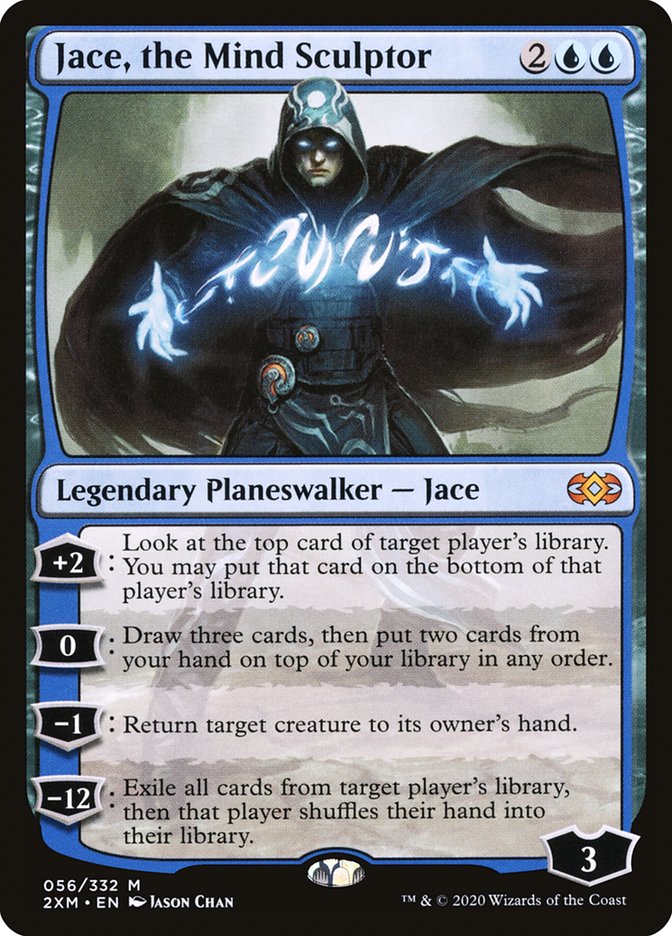 Jace, the Mind Sculptor 2
Legendary Planeswalker — Jace
+2: Look at the top card of target player's library.
You may put that card on the bottom of that
player's library.
0: Draw three cards, then put two cards from
your hand on top of your library in any order.
−1: Return target creature to its owner's hand.
−12: Exile all cards from target player's library,
then that player shuffles their hand into
their library.
3
056/332 M
2XM • EN Jason Chan
™ & © 2020 Wizards of the Coast